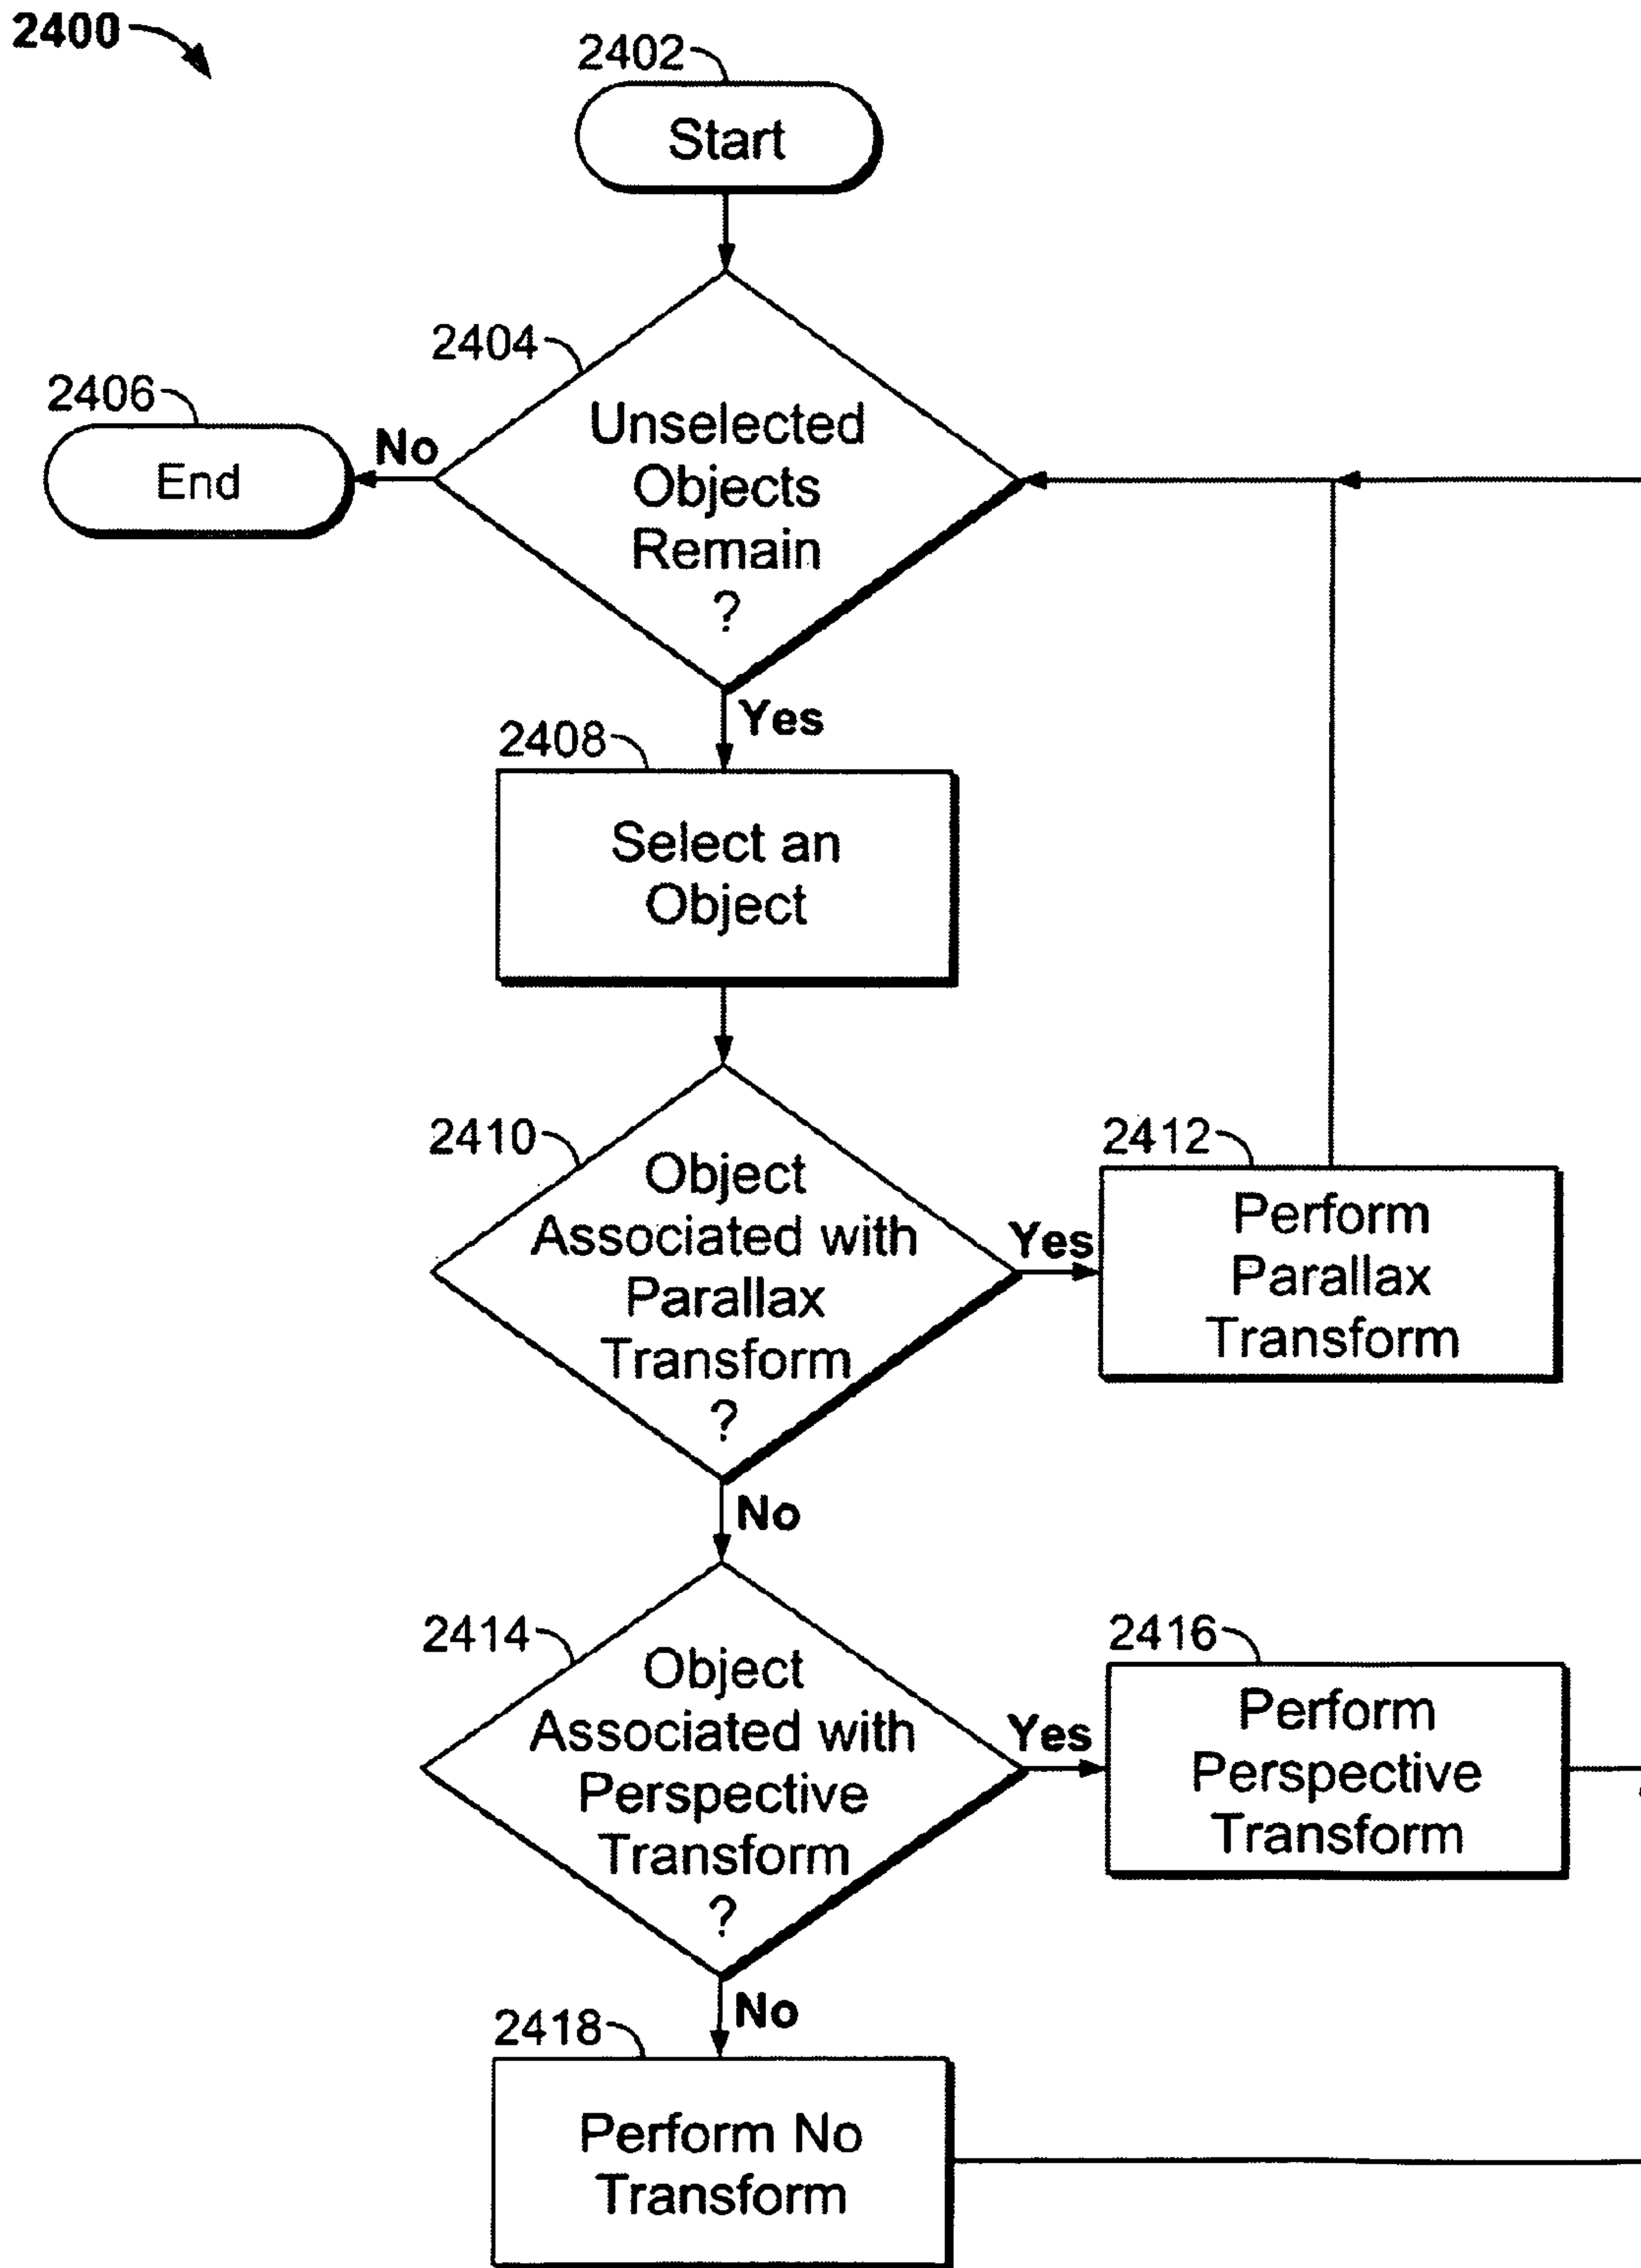 2400
2402
Start
2404
Unselected
Objects
Remain
?
2406
End
No
Yes
2408
Select an
Object
2410
Object
Associated with
Parallax
Transform
?
Yes
2412
Perform
Parallax
Transform
No
2414
Object
Associated with
Perspective
Transform
?
Yes
2416
Perform
Perspective
Transform
No
2418
Perform No
Transform